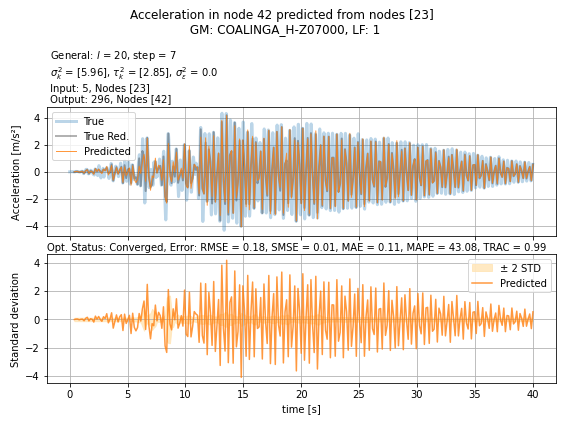 Acceleration in node 42 predicted from nodes [23]
GM: COALINGA_H-Z07000, LF: 1
General: l = 20, step = 7
σ²ₖ = [5.96], τ²ₖ = [2.85], σ²ε = 0.0
Input: 5, Nodes [23]
Output: 296, Nodes [42]
Acceleration [m/s²]
4
2
0
−2
−4
True
True Red.
Predicted
Opt. Status: Converged, Error: RMSE = 0.18, SMSE = 0.01, MAE = 0.11, MAPE = 43.08, TRAC = 0.99
Standard deviation
4
2
0
−2
−4
± 2 STD
Predicted
0 5 10 15 20 25 30 35 40
time [s]